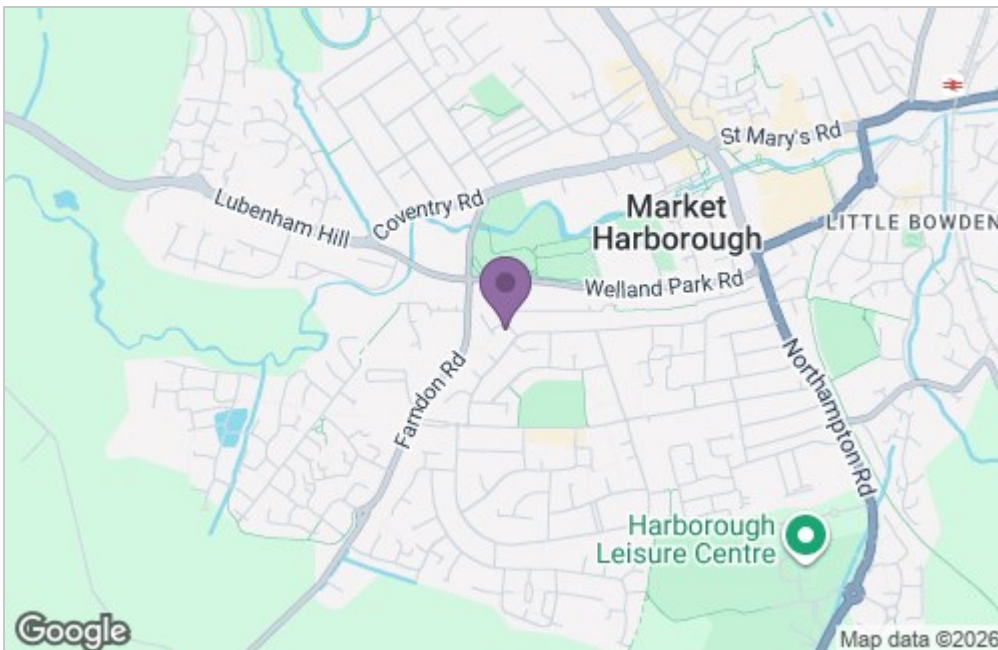 St Mary's Rd
Coventry Rd
Lubenham Hill
Market
Harborough
LITTLE BOWDEN
Welland Park Rd
Farndon Rd
Northampton Rd
Harborough
Leisure Centre
Google
Map data ©2026